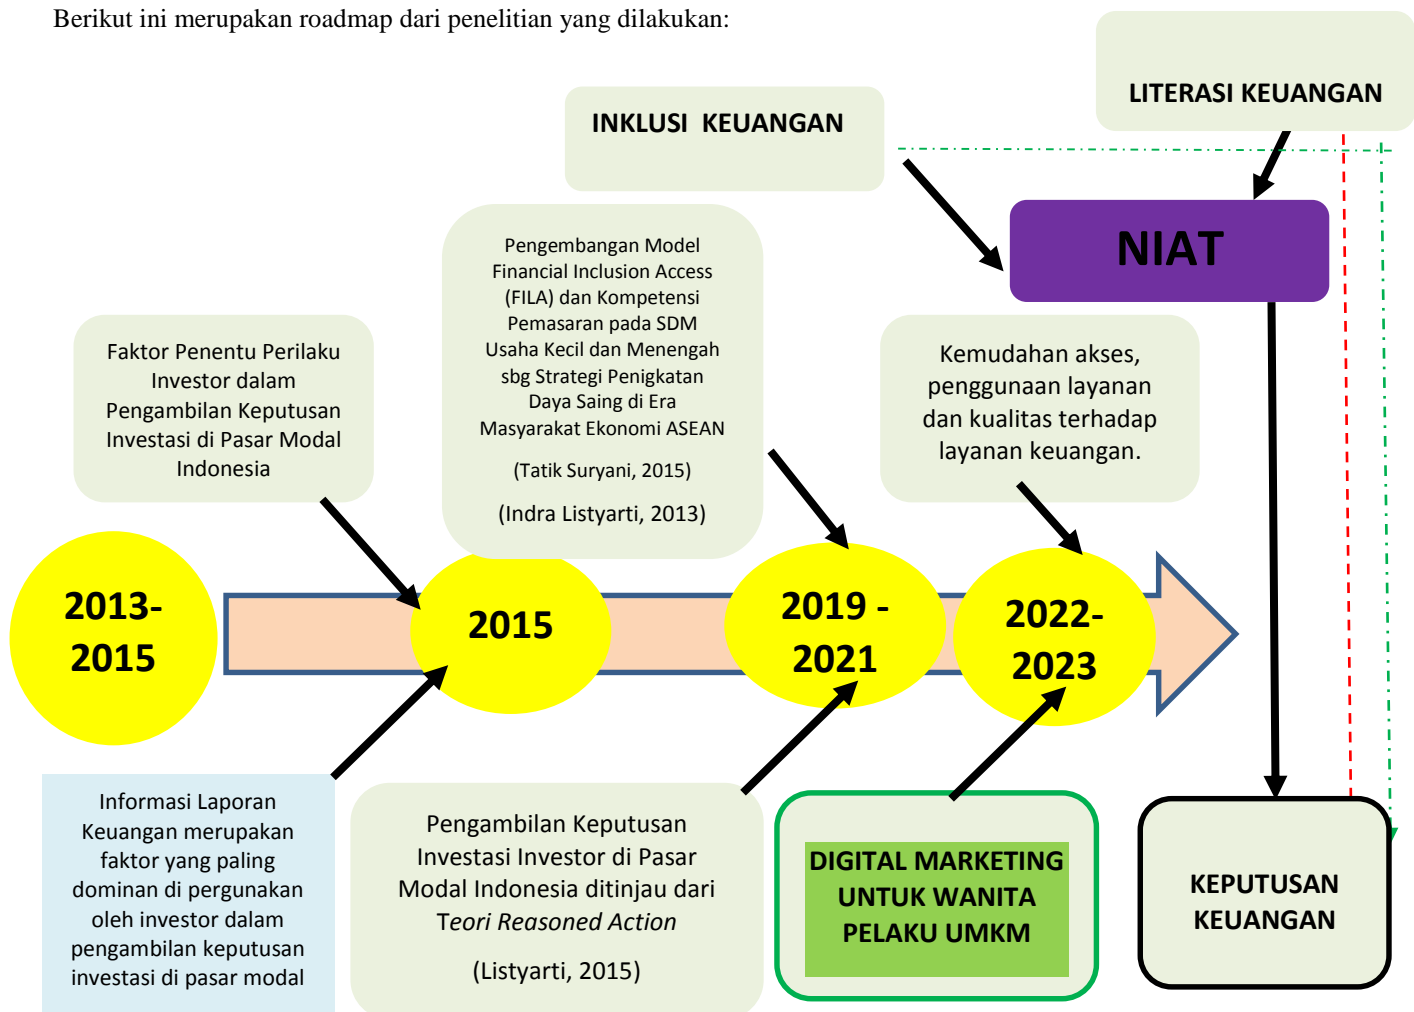 Berikut ini merupakan roadmap dari penelitian yang dilakukan:
LITERASI KEUANGAN
INKLUSI KEUANGAN
NIAT
Pengembangan Model
Financial Inclusion Access
(FILA) dan Kompetensi
Pemasaran pada SDM
Usaha Kecil dan Menengah
sbg Strategi Penigkatan
Daya Saing di Era
Masyarakat Ekonomi ASEAN
(Tatik Suryani, 2015)
(Indra Listyarti, 2013)
Faktor Penentu Perilaku
Investor dalam
Pengambilan Keputusan
Investasi di Pasar Modal
Indonesia
Kemudahan akses,
penggunaan layanan
dan kualitas terhadap
layanan keuangan.
2013-
2015
2015
2019 -
2021
2022-
2023
Informasi Laporan
Keuangan merupakan
faktor yang paling
dominan di pergunakan
oleh investor dalam
pengambilan keputusan
investasi di pasar modal
Pengambilan Keputusan
Investasi Investor di Pasar
Modal Indonesia ditinjau dari
Teori Reasoned Action
(Listyarti, 2015)
DIGITAL MARKETING
UNTUK WANITA
PELAKU UMKM
KEPUTUSAN
KEUANGAN